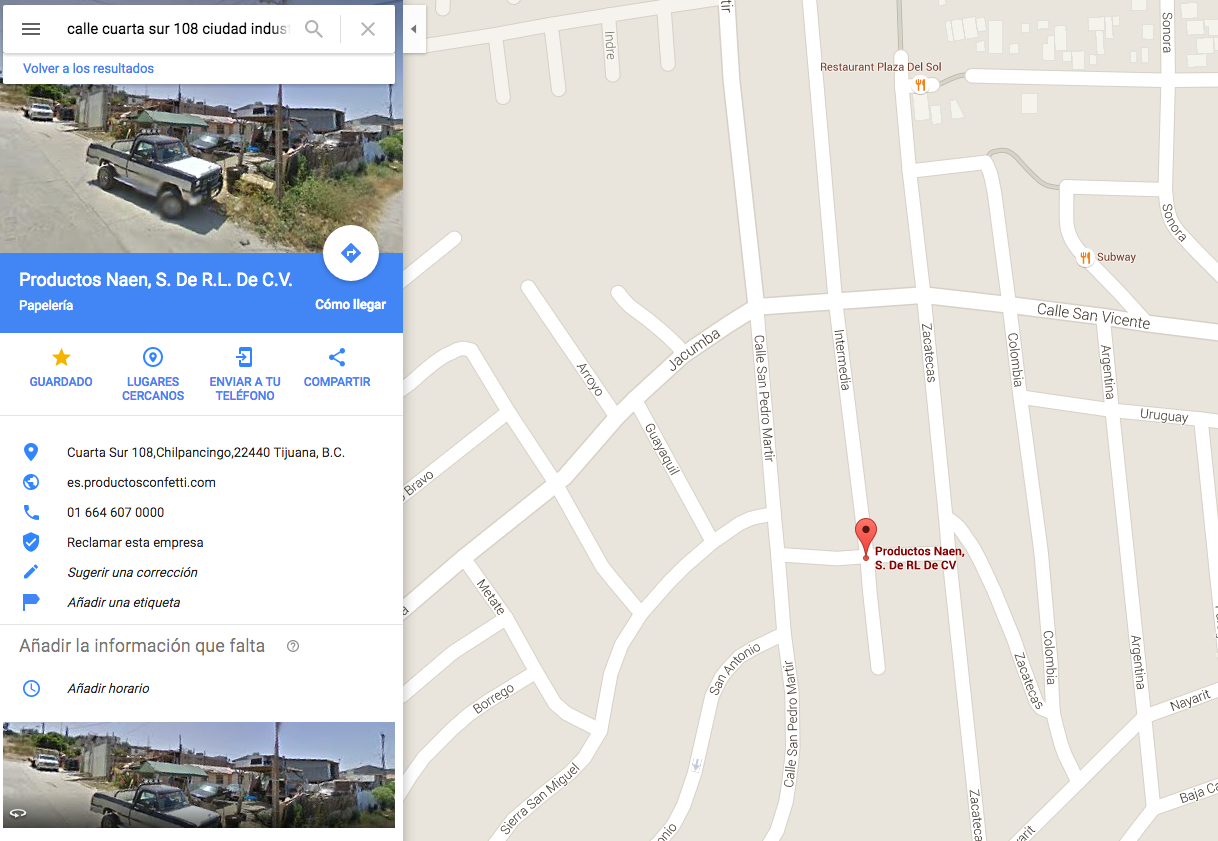 calle cuarta sur 108 ciudad indust
Volver a los resultados
Productos Naen, S. De R.L. De C.V.
Papelería
Cómo llegar
GUARDADO
LUGARES
CERCANOS
ENVIAR A TU
TELÉFONO
COMPARTIR
Cuarta Sur 108,Chilpancingo,22440 Tijuana, B.C.
es.productosconfetti.com
01 664 607 0000
Reclamar esta empresa
Sugerir una corrección
Añadir una etiqueta
Añadir la información que falta
Añadir horario
tir
Indre
Sonora
Restaurant Plaza Del Sol
Sonora
Subway
Calle San Vicente
Jacumba
Calle San Pedro Martir
Intermedia
Zacatecas
Colombia
Argentina
Arroyo
Uruguay
Guayaquil
o Bravo
Productos Naen,
S. De RL De CV
Metate
San Antonio
Colombia
Argentina
Zacatecas
Borrego
Calle San Pedro Martir
Nayarit
Sierra San Miguel
Zacateca
Baja Ca
onio
yarit